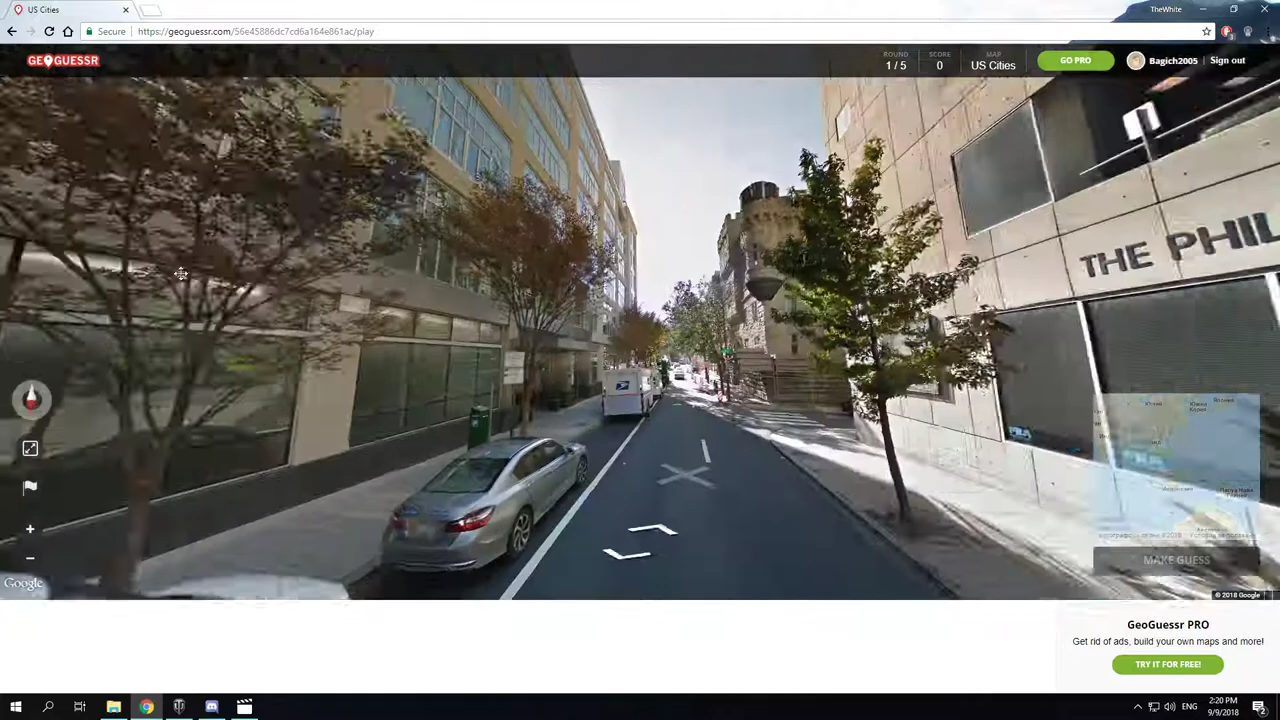 US Cities
TheWhite
Secure
https://geoguessr.com/56e45886dc7cd6a164e861ac/play
GEOGUESSR
ROUND
1 / 5
SCORE
0
MAP
US Cities
GO PRO
Bagich2005
Sign out
THE PHIL
MAKE GUESS
Google
© 2018 Google
GeoGuessr PRO
Get rid of ads, build your own maps and more!
TRY IT FOR FREE!
ENG
2:20 PM
9/9/2018